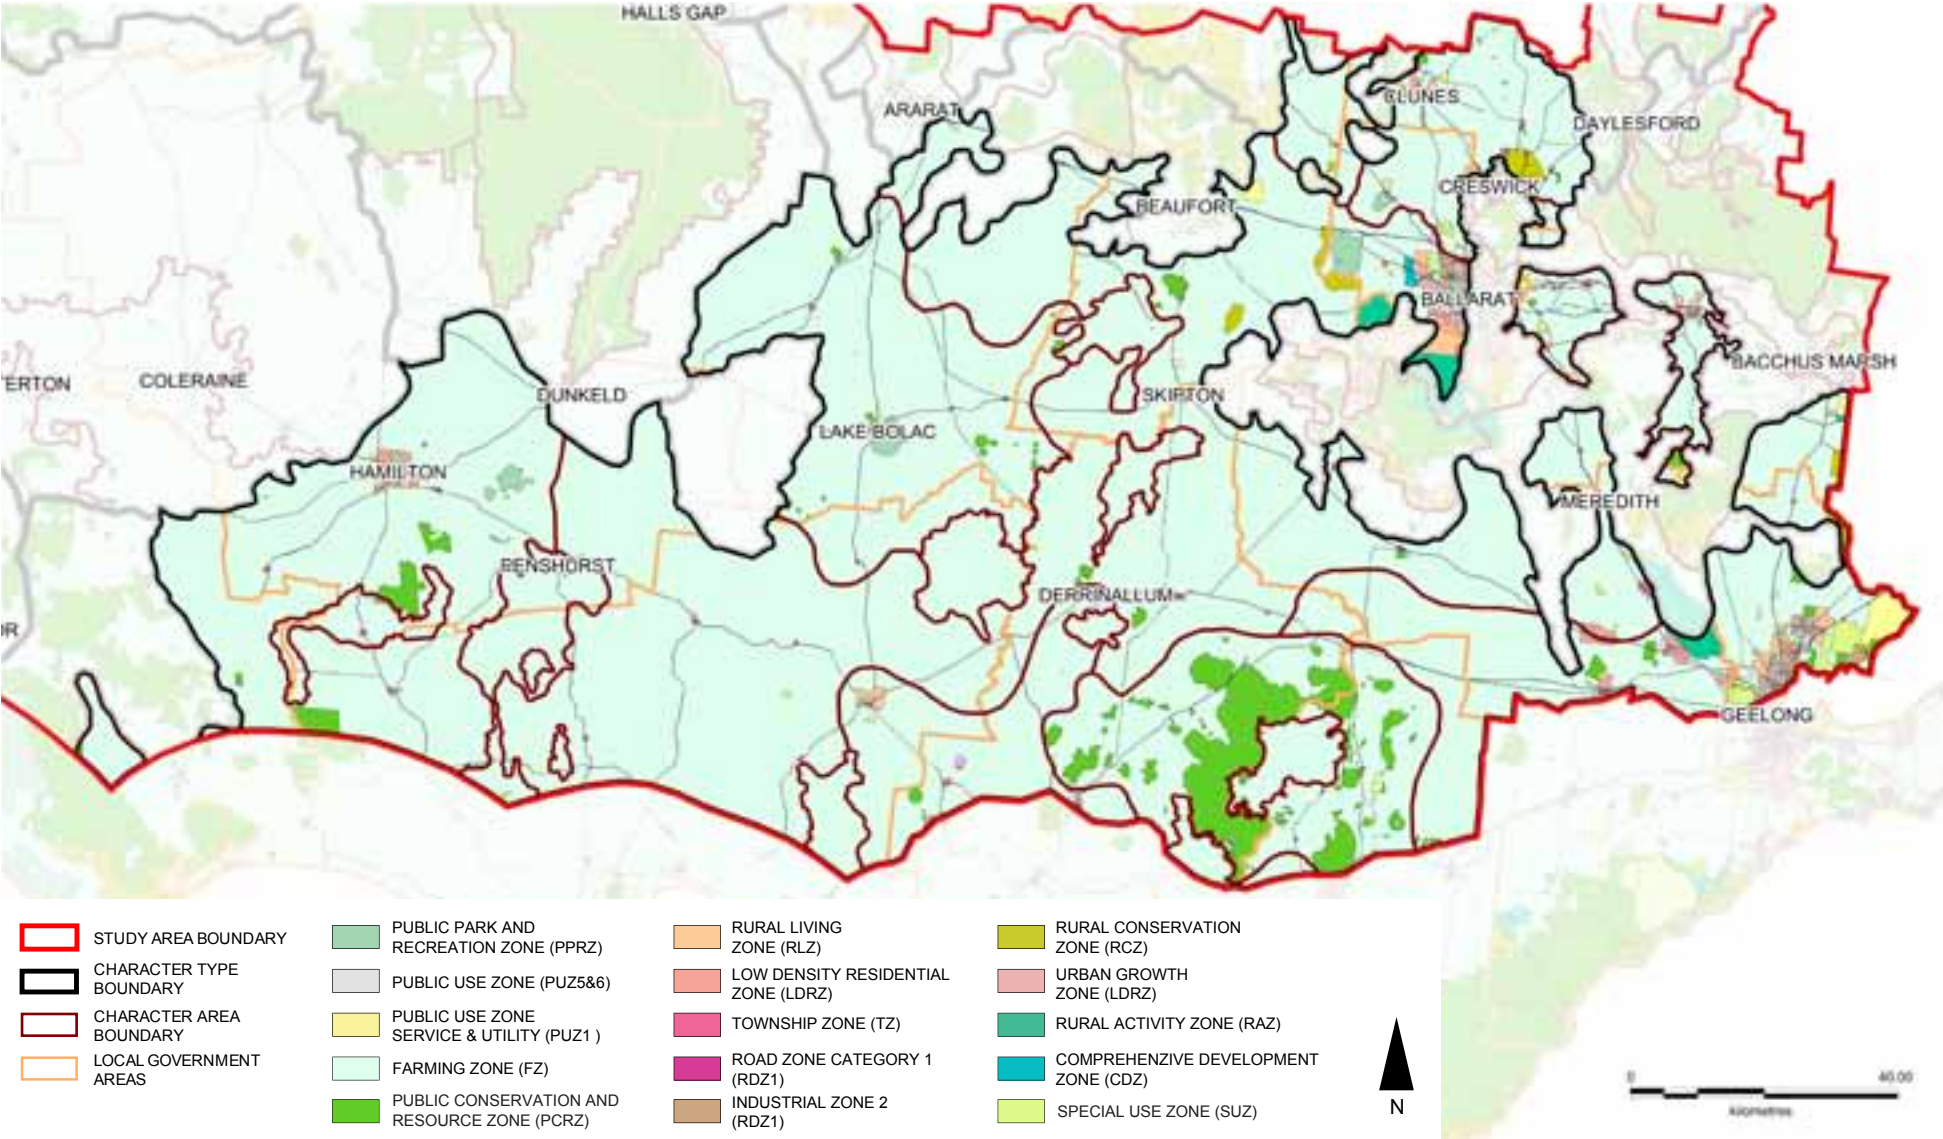 HALLS GAP
ARARAT
CLUNES
DAYLESFORD
CRESWICK
BEAUFORT
BALLARAT
BACCHUS MARSH
ERTON
COLERAINE
DUNKELD
SKIPTON
LAKE BOLAC
HAMILTON
MEREDITH
PENSHURST
DERRINALLUM
GEELONG
STUDY AREA BOUNDARY
CHARACTER TYPE
BOUNDARY
CHARACTER AREA
BOUNDARY
LOCAL GOVERNMENT
AREAS
PUBLIC PARK AND
RECREATION ZONE (PPRZ)
PUBLIC USE ZONE (PUZ5&6)
PUBLIC USE ZONE
SERVICE & UTILITY (PUZ1 )
FARMING ZONE (FZ)
PUBLIC CONSERVATION AND
RESOURCE ZONE (PCRZ)
RURAL LIVING
ZONE (RLZ)
LOW DENSITY RESIDENTIAL
ZONE (LDRZ)
TOWNSHIP ZONE (TZ)
ROAD ZONE CATEGORY 1
(RDZ1)
INDUSTRIAL ZONE 2
(RDZ1)
RURAL CONSERVATION
ZONE (RCZ)
URBAN GROWTH
ZONE (LDRZ)
RURAL ACTIVITY ZONE (RAZ)
COMPREHENZIVE DEVELOPMENT
ZONE (CDZ)
SPECIAL USE ZONE (SUZ)
N
0 40.00
kilometres